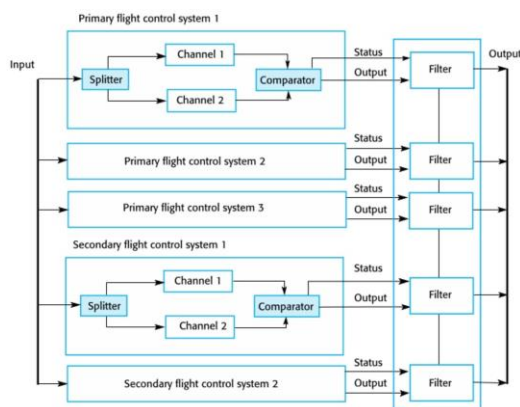 Primary flight control system 1
Input
Splitter
Channel 1
Channel 2
Comparator
Status
Output
Filter
Output
Primary flight control system 2
Status
Output
Filter
Primary flight control system 3
Status
Output
Filter
Secondary flight control system 1
Splitter
Channel 1
Channel 2
Comparator
Status
Output
Filter
Secondary flight control system 2
Status
Output
Filter